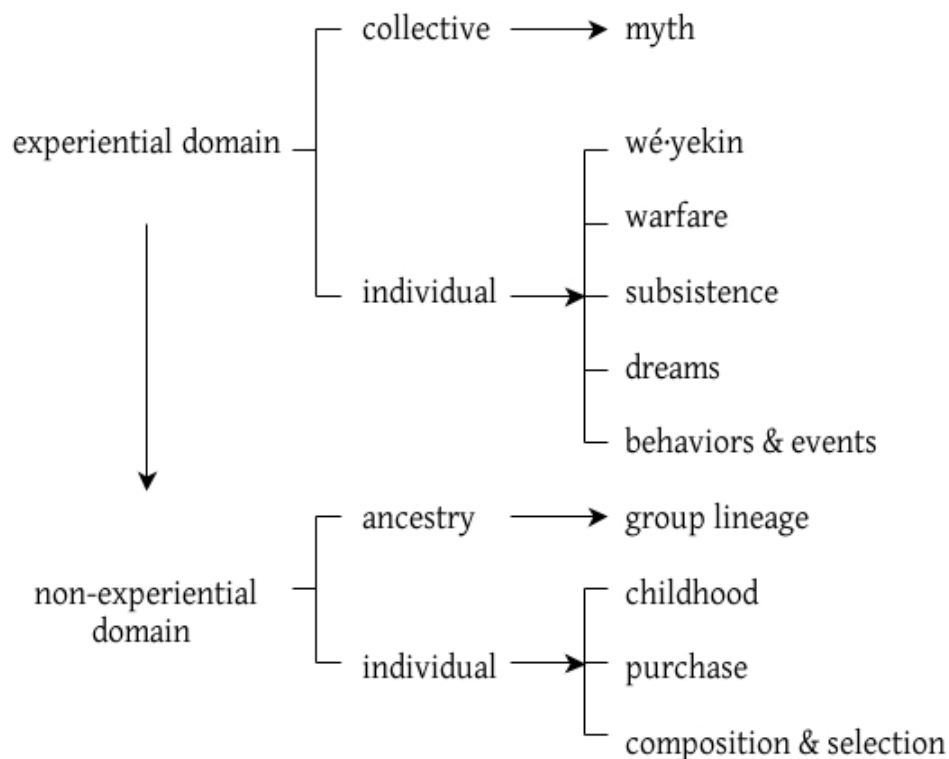 collective
myth
experiential domain
wé·yekin
warfare
individual
subsistence
dreams
behaviors & events
ancestry
group lineage
non-experiential
domain
childhood
individual
purchase
composition & selection